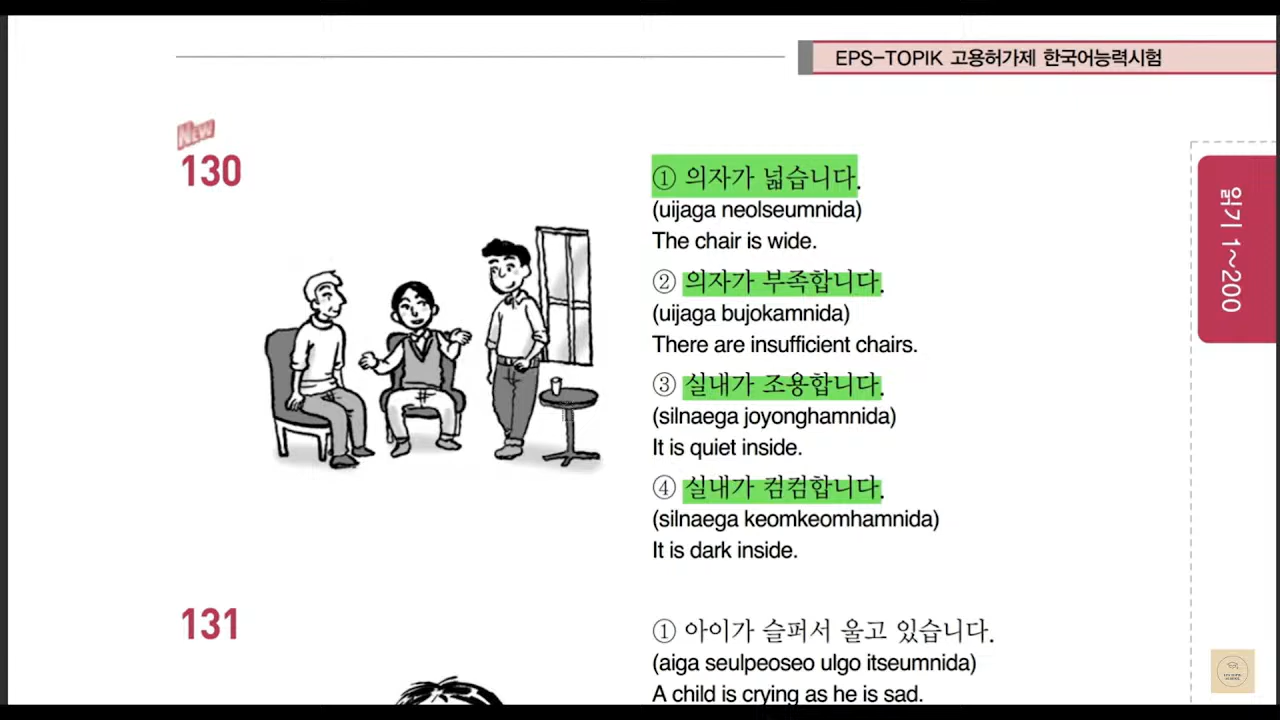 EPS-TOPIK 고용허가제 한국어능력시험
NEW
130
① 의자가 넓습니다.
(uijaga neolseumnida)
The chair is wide.
② 의자가 부족합니다.
(uijaga bujokamnida)
There are insufficient chairs.
③ 실내가 조용합니다.
(silnaega joyonghamnida)
It is quiet inside.
④ 실내가 컴컴합니다.
(silnaega keomkeomhamnida)
It is dark inside.
읽기 1~200
131
① 아이가 슬퍼서 울고 있습니다.
(aiga seulpeoseo ulgo itseumnida)
A child is crying as he is sad.